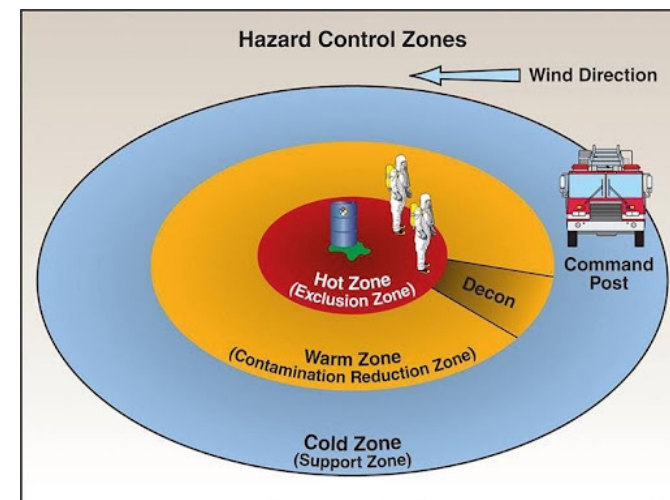 Hazard Control Zones
Wind Direction
Command
Post
Hot Zone
(Exclusion Zone)
Decon
Warm Zone
(Contamination Reduction Zone)
Cold Zone
(Support Zone)